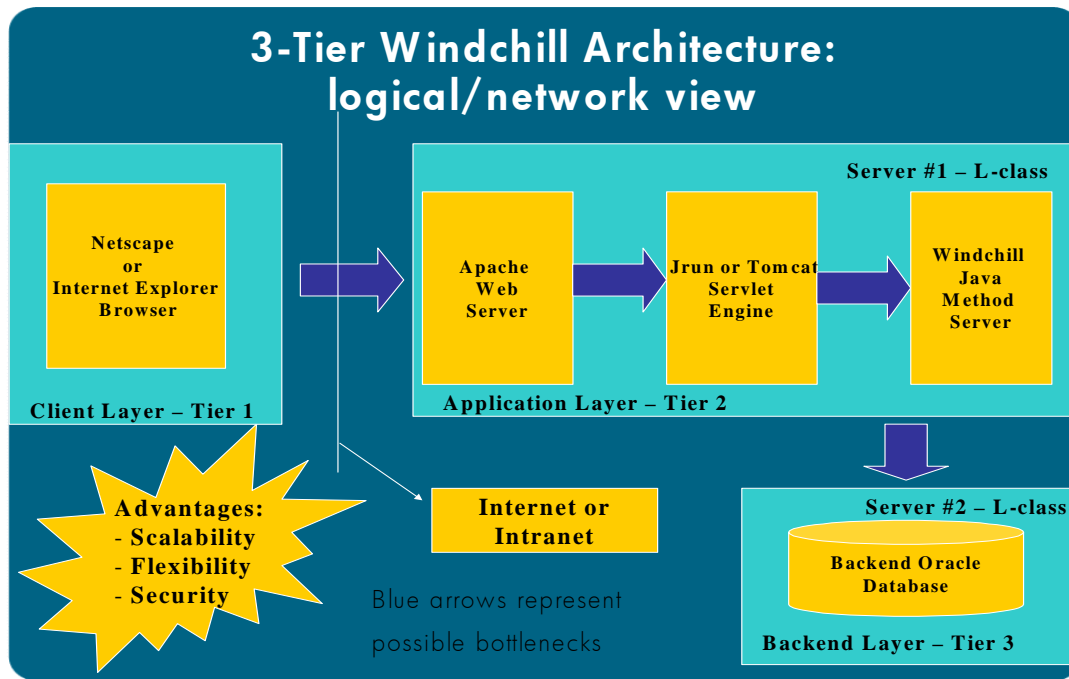 3-Tier Windchill Architecture:
logical/network view
Netscape
or
Internet Explorer
Browser
Client Layer – Tier 1
Server #1 – L-class
Apache
Web
Server
Jrun or Tomcat
Servlet
Engine
Windchill
Java
Method
Server
Application Layer – Tier 2
Advantages:
- Scalability
- Flexibility
- Security
Internet or
Intranet
Blue arrows represent
possible bottlenecks
Server #2 – L-class
Backend Oracle
Database
Backend Layer – Tier 3